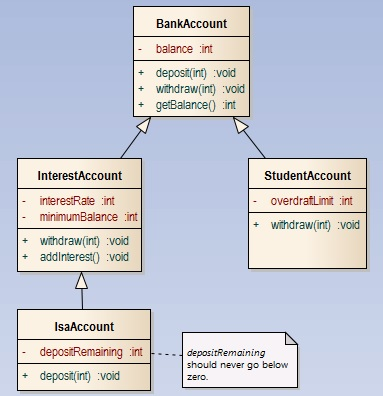 BankAccount
- balance :int
+ deposit(int) :void
+ withdraw(int) :void
+ getBalance() :int
InterestAccount
- interestRate :int
- minimumBalance :int
+ withdraw(int) :void
+ addInterest() :void
StudentAccount
- overdraftLimit :int
+ withdraw(int) :void
IsaAccount
- depositRemaining :int
+ deposit(int) :void
depositRemaining
should never go below
zero.